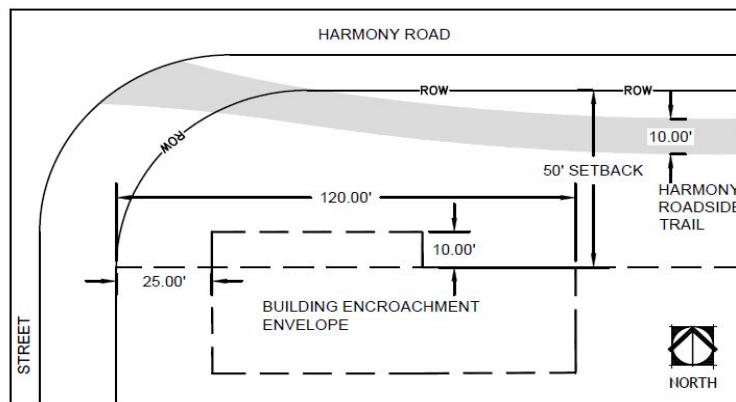 HARMONY ROAD
ROW
ROW
ROW
10.00'
50' SETBACK
120.00'
HARMONY
ROADSIDE
TRAIL
10.00'
25.00'
BUILDING ENCROACHMENT
ENVELOPE
STREET
NORTH